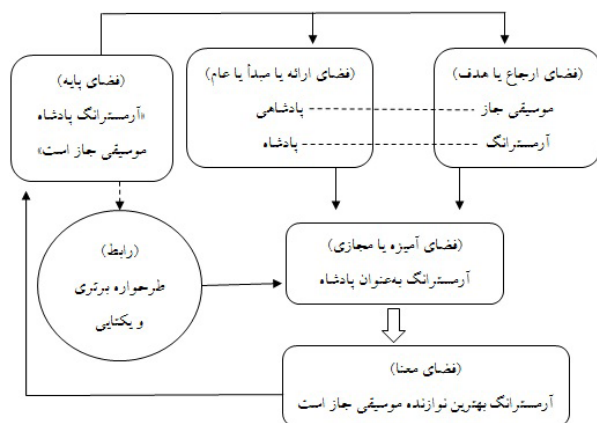 (فضای ارجاع یا هدف)
موسیقی جاز
آرمسترانگ
(فضای ارائه یا مبدأ یا عام)
پادشاهی
پادشاه
(فضای پایه)
«آرمسترانگ پادشاه
موسیقی جاز است»
(فضای آمیزه یا مجازی)
آرمسترانگ به‌عنوان پادشاه
(رابط)
طرحواره برتری
و یکتایی
(فضای معنا)
آرمسترانگ بهترین نوازنده موسیقی جاز است